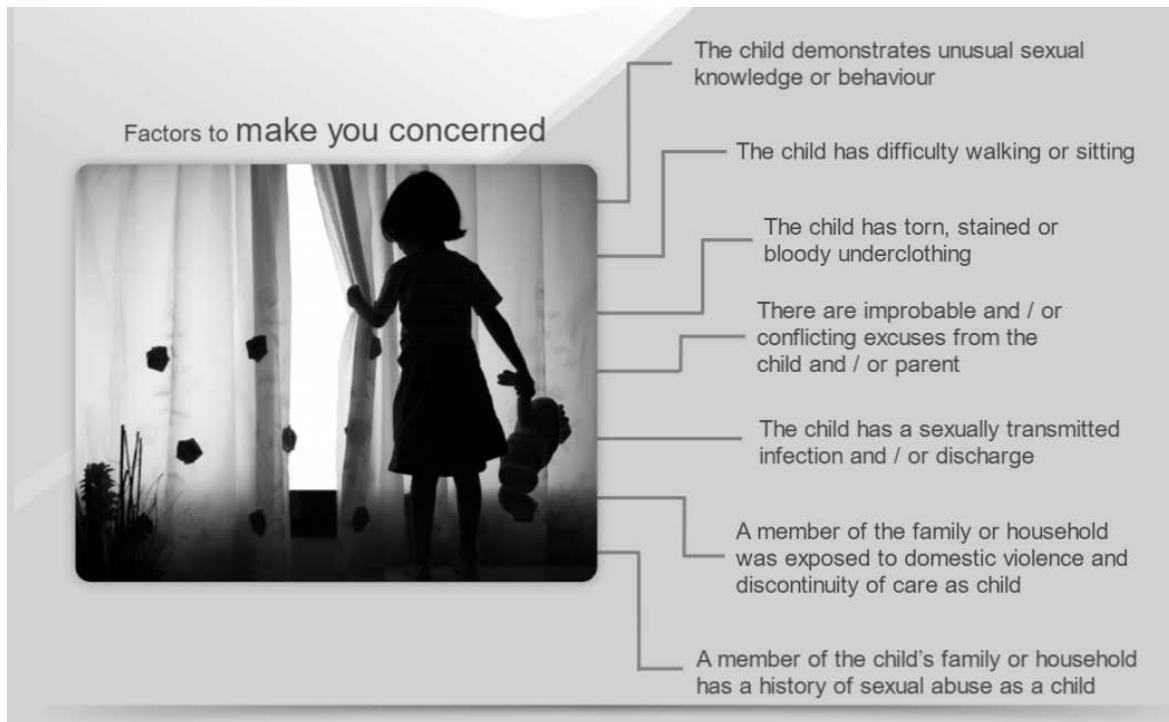 Factors to make you concerned
The child demonstrates unusual sexual
knowledge or behaviour
The child has difficulty walking or sitting
The child has torn, stained or
bloody underclothing
There are improbable and / or
conflicting excuses from the
child and / or parent
The child has a sexually transmitted
infection and / or discharge
A member of the family or household
was exposed to domestic violence and
discontinuity of care as child
A member of the child's family or household
has a history of sexual abuse as a child